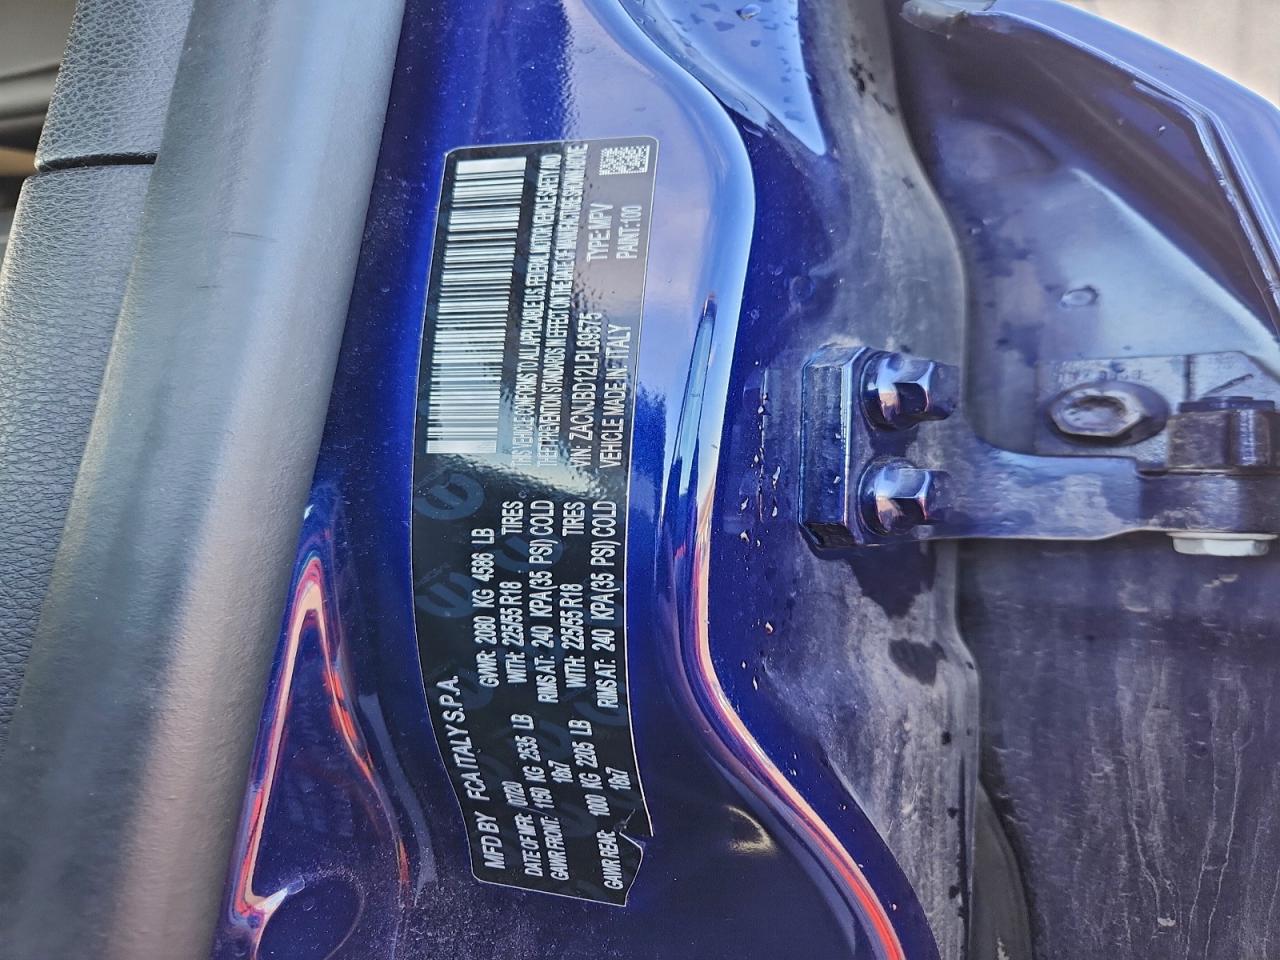 MFD BY FCA ITALY S.P.A.
DATE OF MFR: 07/20 GVWR: 2080 KG 4586 LB
GAWR FRONT: 1150 KG 2535 LB WITH: 225/55 R18 TIRES
18x7 RIMS AT: 240 KPA(35 PSI) COLD
GAWR REAR: 1000 KG 2205 LB WITH: 225/55 R18 TIRES
18x7 RIMS AT: 240 KPA(35 PSI) COLD
THIS VEHICLE CONFORMS TO ALL APPLICABLE U.S. FEDERAL MOTOR VEHICLE SAFETY AND
THEFT PREVENTION STANDARDS IN EFFECT ON THE DATE OF MANUFACTURE SHOWN ABOVE
VIN: ZACNJBD12LPL89575 TYPE: MPV
VEHICLE MADE IN: ITALY PAINT: 100